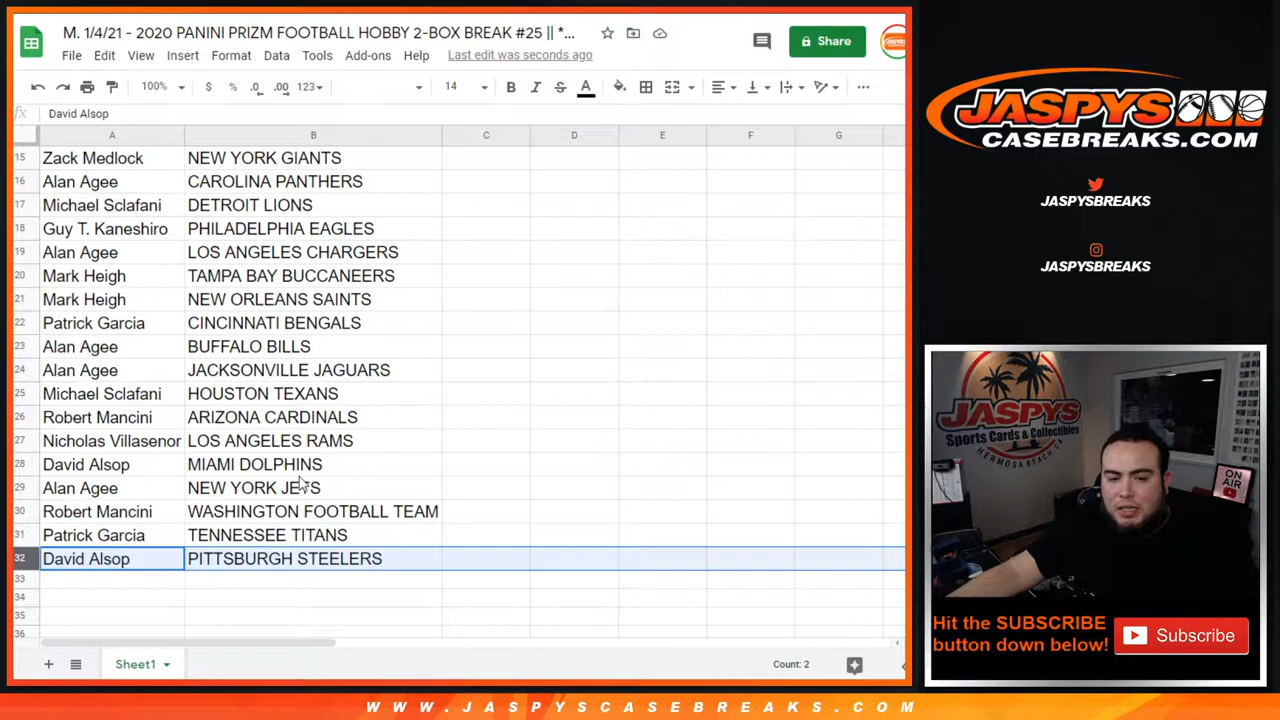 M. 1/4/21 - 2020 PANINI PRIZM FOOTBALL HOBBY 2-BOX BREAK #25 || *...
File Edit View Insert Format Data Tools Add-ons Help Last edit was seconds ago
Share
100% $ % .0 .00 123 14 B I S A
fx David Alsop
A B C D E F G
15 Zack Medlock NEW YORK GIANTS
16 Alan Agee CAROLINA PANTHERS
17 Michael Sclafani DETROIT LIONS
18 Guy T. Kaneshiro PHILADELPHIA EAGLES
19 Alan Agee LOS ANGELES CHARGERS
20 Mark Heigh TAMPA BAY BUCCANEERS
21 Mark Heigh NEW ORLEANS SAINTS
22 Patrick Garcia CINCINNATI BENGALS
23 Alan Agee BUFFALO BILLS
24 Alan Agee JACKSONVILLE JAGUARS
25 Michael Sclafani HOUSTON TEXANS
26 Robert Mancini ARIZONA CARDINALS
27 Nicholas Villasenor LOS ANGELES RAMS
28 David Alsop MIAMI DOLPHINS
29 Alan Agee NEW YORK JETS
30 Robert Mancini WASHINGTON FOOTBALL TEAM
31 Patrick Garcia TENNESSEE TITANS
32 David Alsop PITTSBURGH STEELERS
33
34
35
36
Sheet1
Count: 2
JASPYS
CASEBREAKS.COM
JASPYSBREAKS
JASPYSBREAKS
JASPYS
Sports Cards & Collectibles
HERMOSA BEACH, CA
ON AIR
Hit the SUBSCRIBE
button down below!
Subscribe
WWW.JASPYSCASEBREAKS.COM